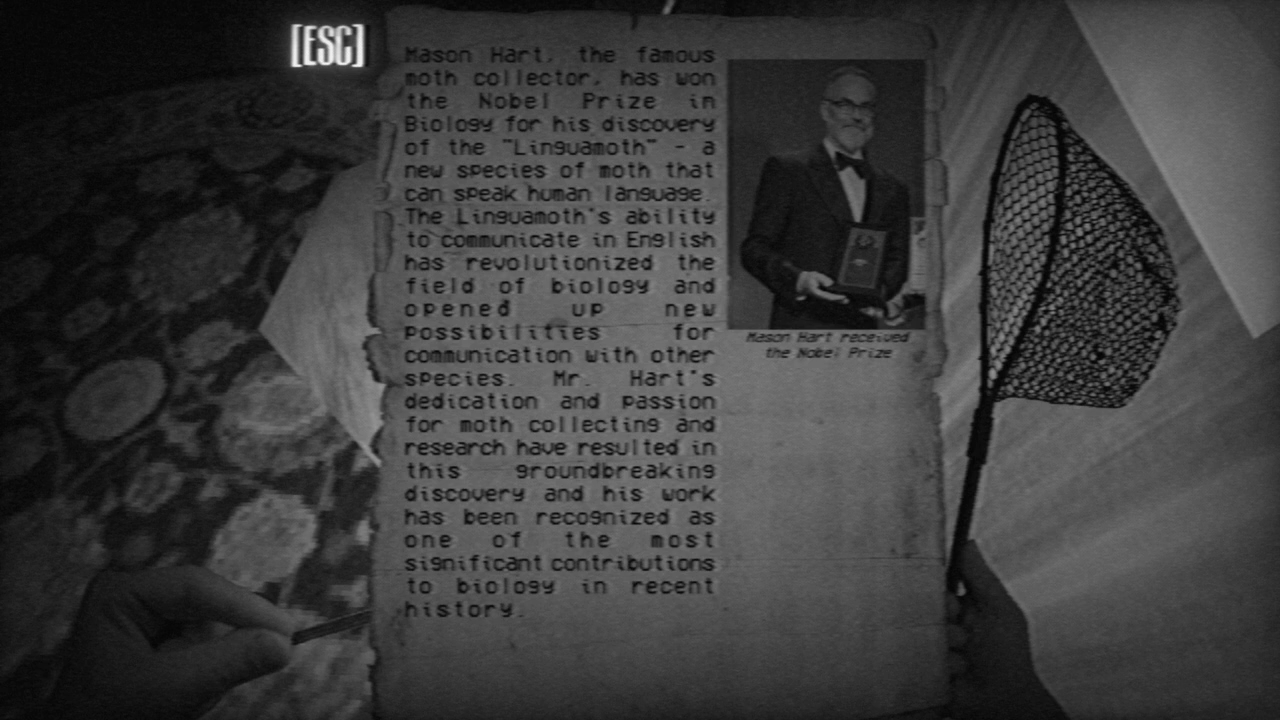 [ESC]
Mason Hart, the famous
moth collector, has won
the Nobel Prize in
Biology for his discovery
of the "Linguamoth" - a
new species of moth that
can speak human language.
The Linguamoth's ability
to communicate in English
has revolutionized the
field of biology and
opened up new
possibilities for
communication with other
species. Mr. Hart's
dedication and passion
for moth collecting and
research have resulted in
this groundbreaking
discovery and his work
has been recognized as
one of the most
significant contributions
to biology in recent
history.
Mason Hart received
the Nobel Prize